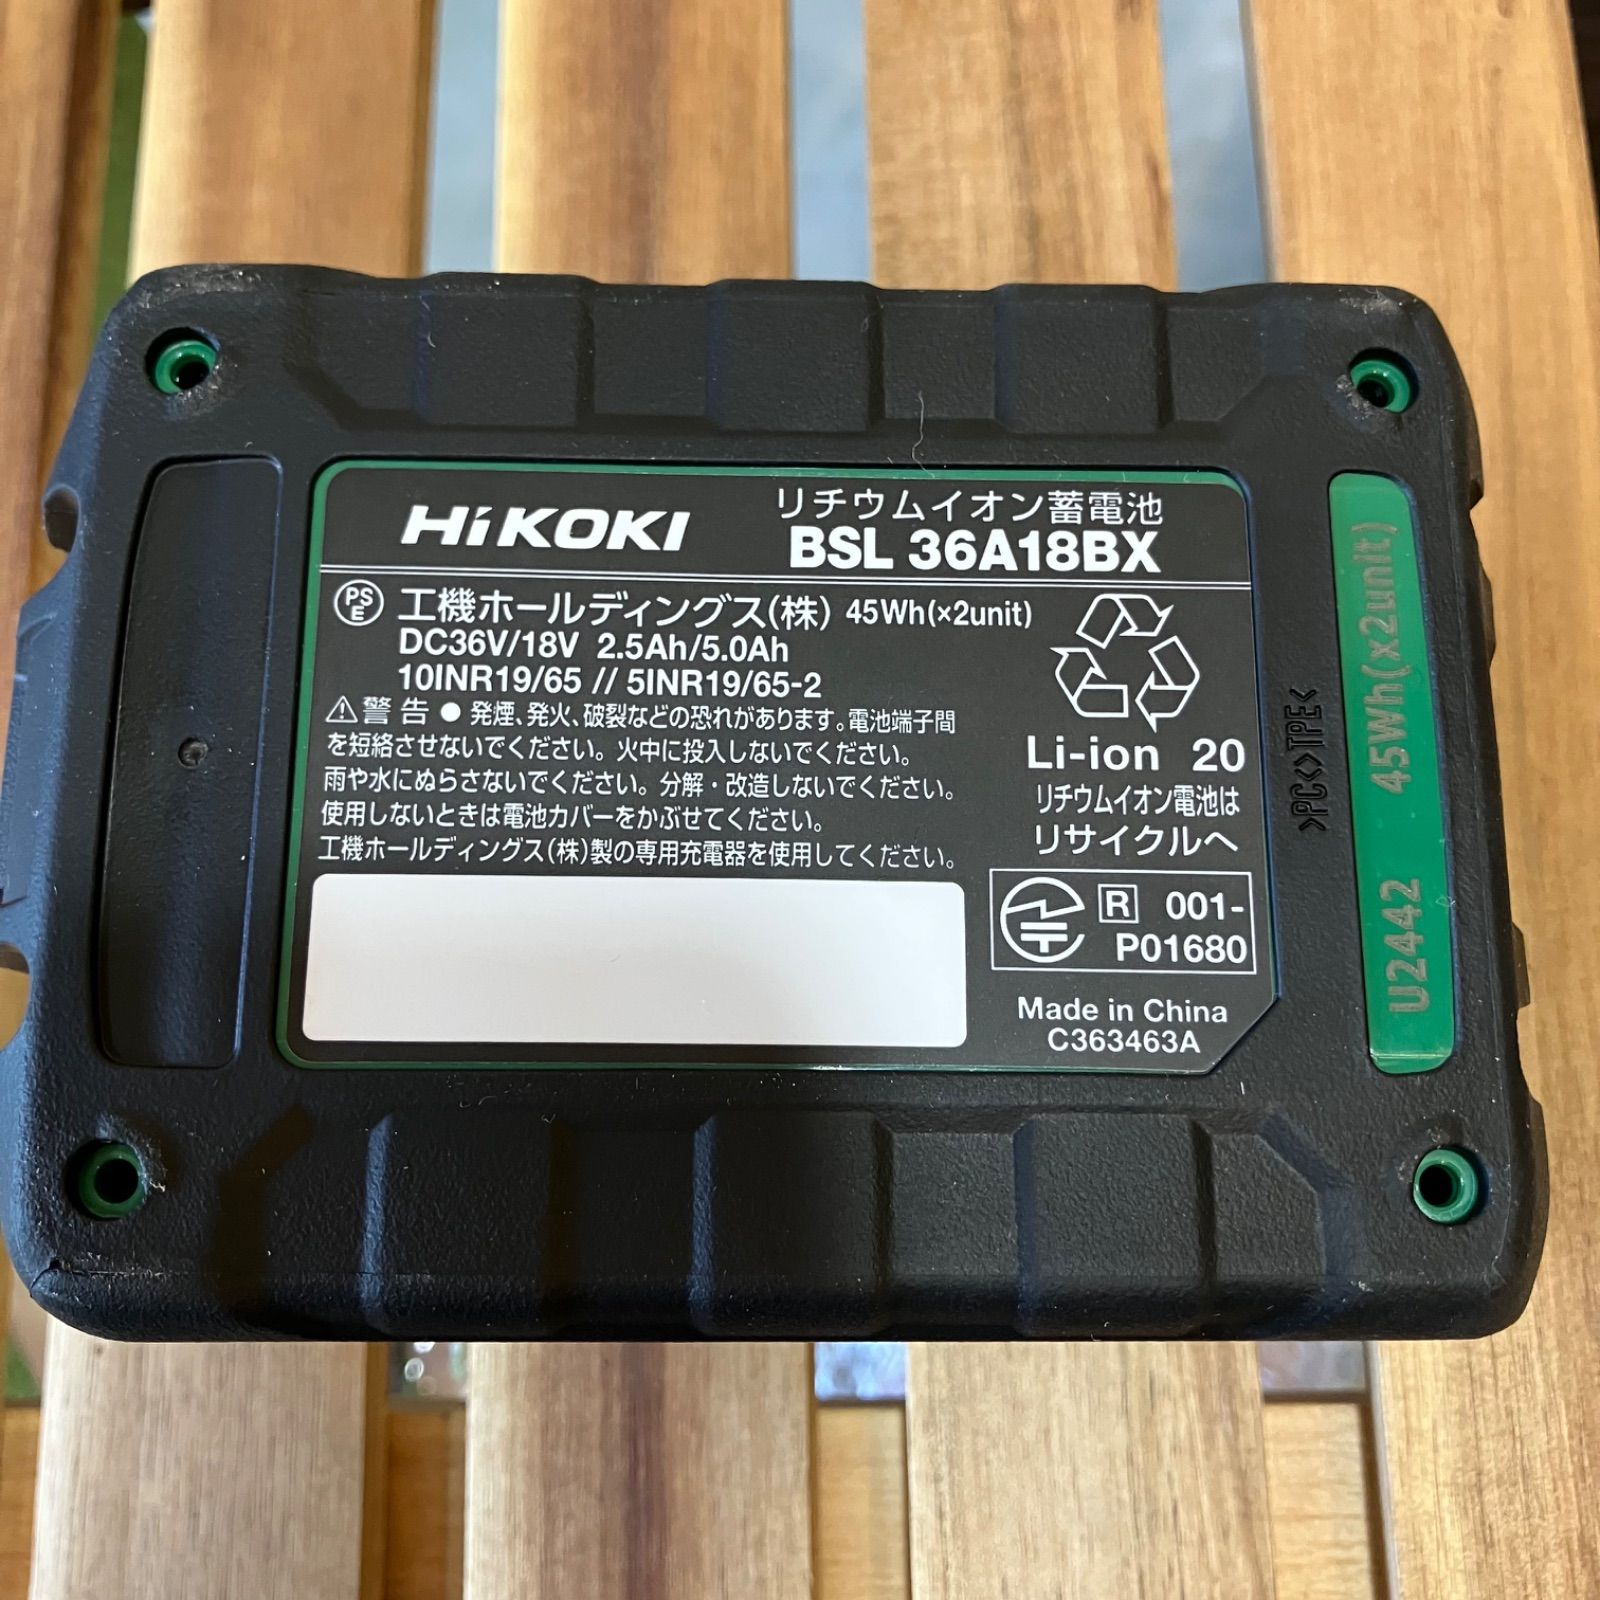 HiKOKI
リチウムイオン蓄電池
BSL 36A18BX
PSE 工機ホールディングス(株) 45Wh(×2unit)
DC36V/18V 2.5Ah/5.0Ah
10INR19/65 // 5INR19/65-2
⚠警告 ● 発煙、発火、破裂などの恐れがあります。電池端子間
を短絡させないでください。火中に投入しないでください。
雨や水にぬらさないでください。分解・改造しないでください。
使用しないときは電池カバーをかぶせてください。
工機ホールディングス(株)製の専用充電器を使用してください。
Li-ion 20
リチウムイオン電池は
リサイクルへ
R 001-
P01680
Made in China
C363463A
>PC<>TPE<
U2442 45Wh(x2unit)